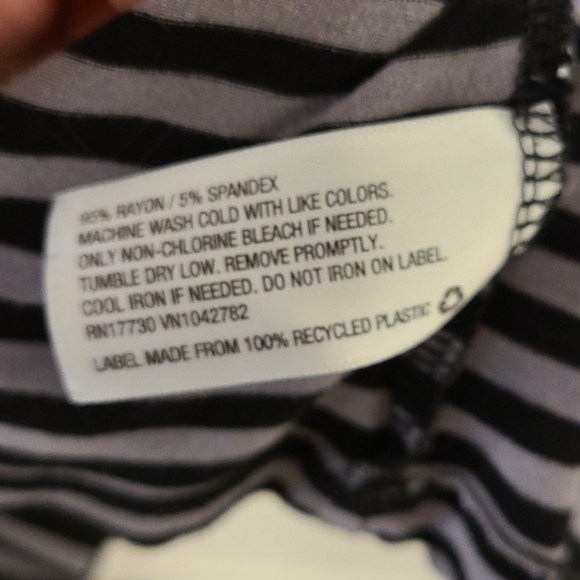 95% RAYON / 5% SPANDEX
MACHINE WASH COLD WITH LIKE COLORS.
ONLY NON-CHLORINE BLEACH IF NEEDED.
TUMBLE DRY LOW. REMOVE PROMPTLY.
COOL IRON IF NEEDED. DO NOT IRON ON LABEL.
RN17730 VN1042782
LABEL MADE FROM 100% RECYCLED PLASTIC